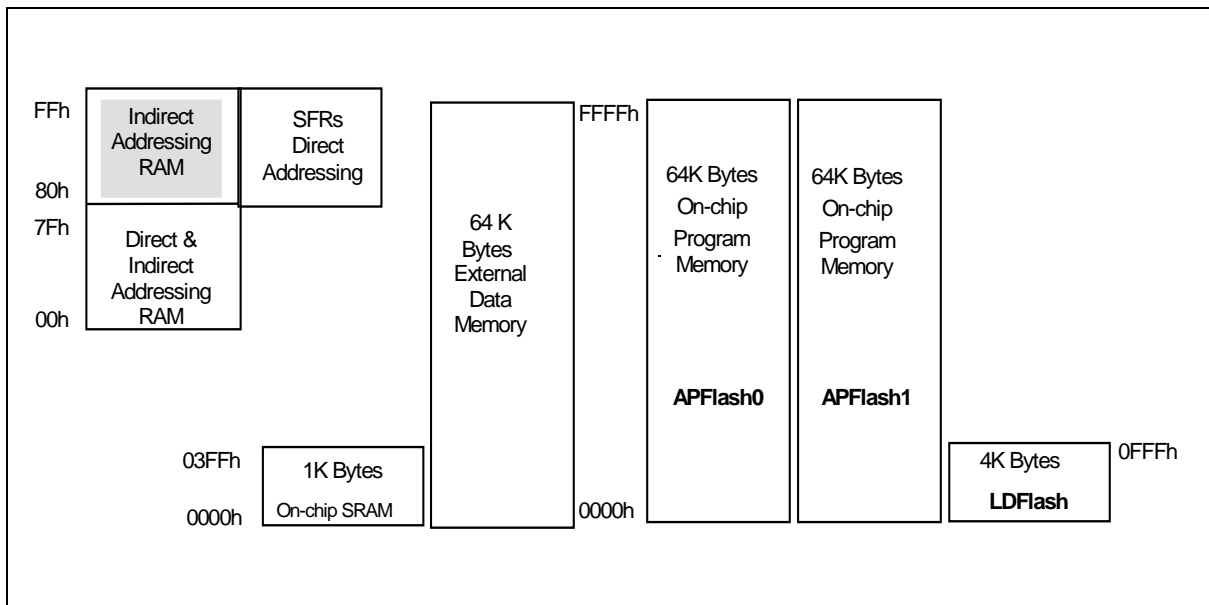 FFh
Indirect
Addressing
RAM
SFRs
Direct
Addressing
80h
7Fh
Direct &
Indirect
Addressing
RAM
00h
03FFh
1K Bytes
On-chip SRAM
0000h
64 K
Bytes
External
Data
Memory
FFFFh
0000h
64K Bytes
On-chip
Program
Memory
APFlash0
64K Bytes
On-chip
Program
Memory
APFlash1
4K Bytes
LDFlash
0FFFh